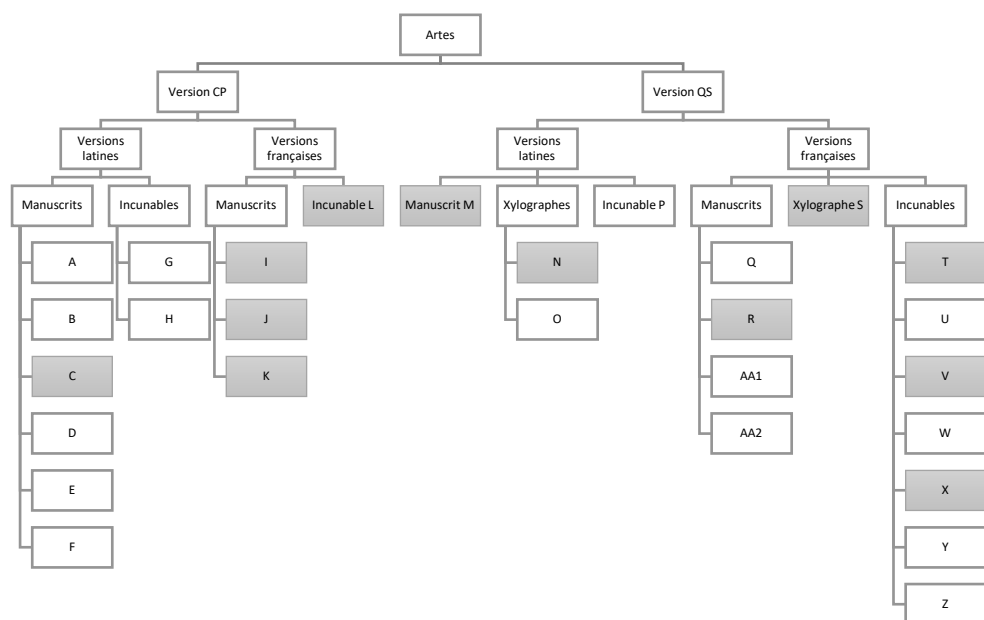 Artes
Version CP
Version QS
Versions
latines
Versions
françaises
Versions
latines
Versions
françaises
Manuscrits
Incunables
Manuscrits
Incunable L
Manuscrit M
Xylographes
Incunable P
Manuscrits
Xylographe S
Incunables
A
G
I
N
Q
T
B
H
J
O
R
U
C
K
AA1
V
D
AA2
W
E
X
F
Y
Z